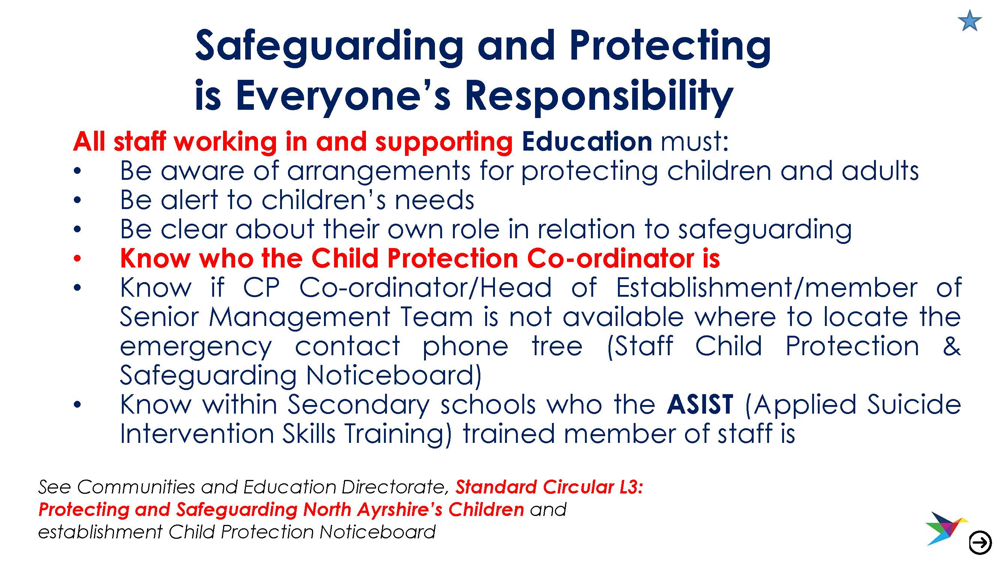 Safeguarding and Protecting
is Everyone’s Responsibility
All staff working in and supporting Education must:
• Be aware of arrangements for protecting children and adults
• Be alert to children’s needs
• Be clear about their own role in relation to safeguarding
• Know who the Child Protection Co-ordinator is
• Know if CP Co-ordinator/Head of Establishment/member of
Senior Management Team is not available where to locate the
emergency contact phone tree (Staff Child Protection &
Safeguarding Noticeboard)
• Know within Secondary schools who the ASIST (Applied Suicide
Intervention Skills Training) trained member of staff is
See Communities and Education Directorate, Standard Circular L3:
Protecting and Safeguarding North Ayrshire’s Children and
establishment Child Protection Noticeboard